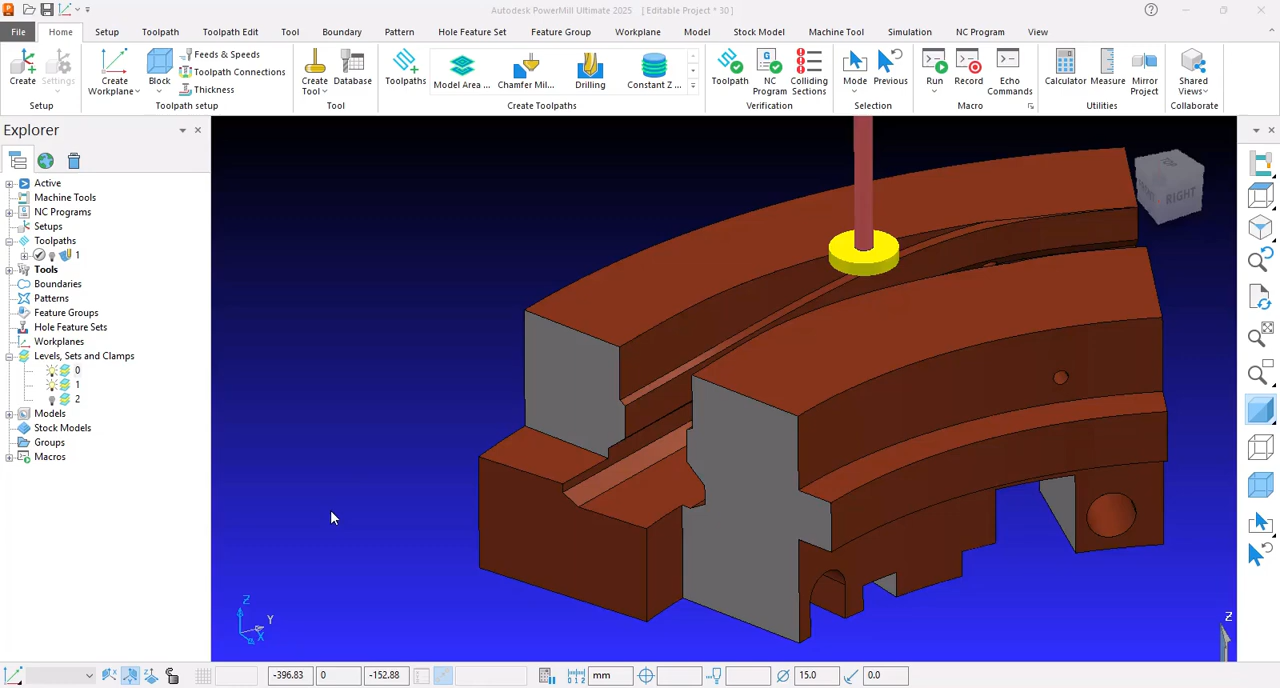 Autodesk PowerMill Ultimate 2025 [ Editable Project * 30 ]
File Home Setup Toolpath Toolpath Edit Tool Boundary Pattern Hole Feature Set Feature Group Workplane Model Stock Model Machine Tool Simulation NC Program View
Create Settings
Setup
Create Workplane
Block
Feeds & Speeds
Toolpath Connections
Thickness
Toolpath setup
Create Tool
Database
Tool
Toolpaths
Model Area ...
Chamfer Mil...
Drilling
Constant Z ...
Create Toolpaths
Toolpath
NC Program
Colliding Sections
Verification
Mode
Previous
Selection
Run
Record
Echo Commands
Macro
Calculator
Measure
Mirror Project
Utilities
Shared Views
Collaborate
Explorer
Active
Machine Tools
NC Programs
Setups
Toolpaths
1
Tools
Boundaries
Patterns
Feature Groups
Hole Feature Sets
Workplanes
Levels, Sets and Clamps
0
1
2
Models
Stock Models
Groups
Macros
RIGHT
Z
Y
X
Z
-396.83 0 -152.88 mm 15.0 0.0